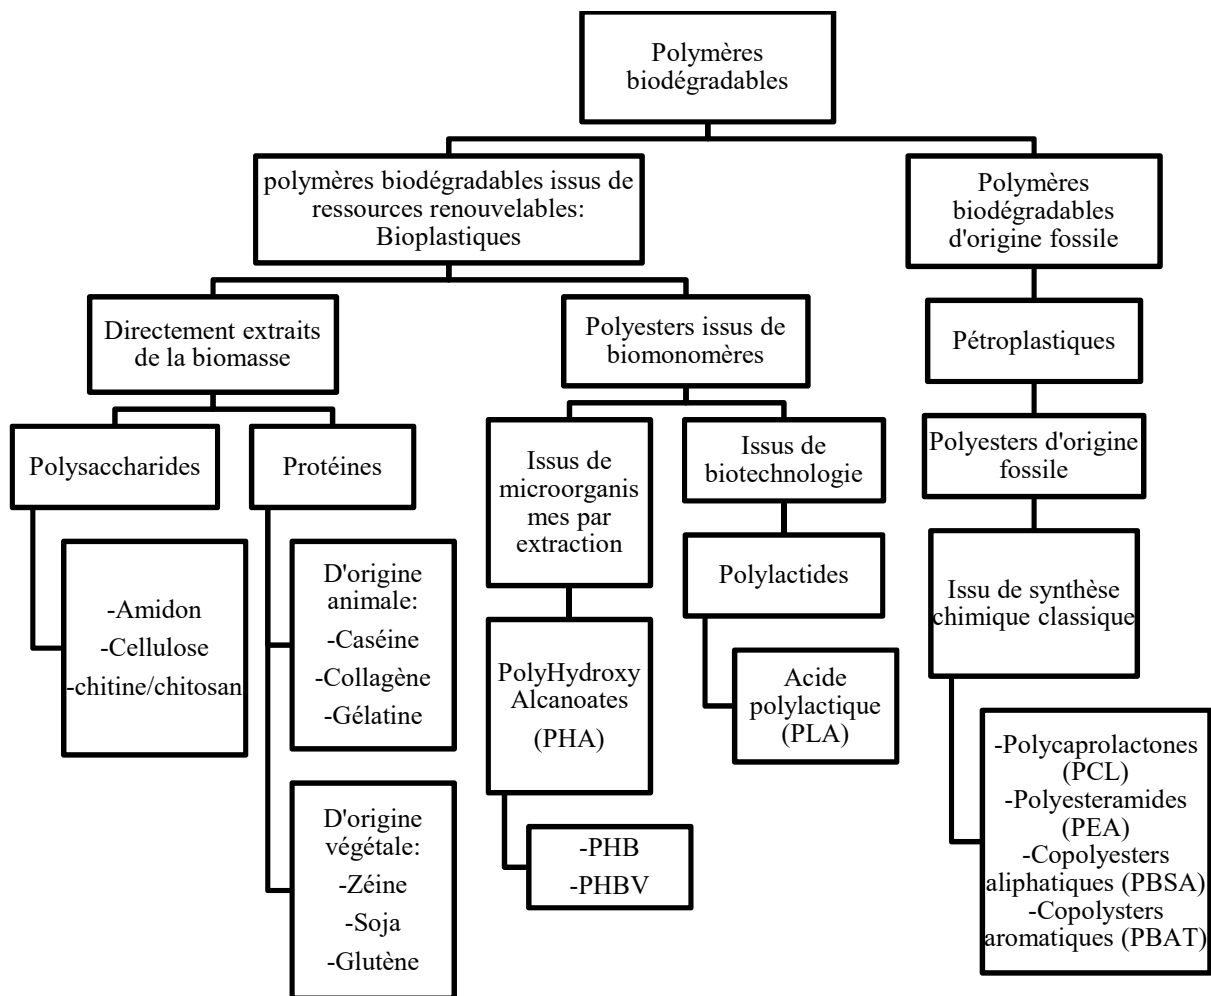 Polymères
biodégradables
polymères biodégradables issus de
ressources renouvelables:
Bioplastiques
Polymères
biodégradables
d'origine fossile
Directement extraits
de la biomasse
Polyesters issus de
biomonomères
Pétroplastiques
Polysaccharides
Protéines
Issus de
microorganis
mes par
extraction
Issus de
biotechnologie
Polyesters d'origine
fossile
-Amidon
-Cellulose
-chitine/chitosan
D'origine
animale:
-Caséine
-Collagène
-Gélatine
D'origine
végétale:
-Zéine
-Soja
-Glutène
PolyHydroxy
Alcanoates
(PHA)
-PHB
-PHBV
Polylactides
Acide
polylactique
(PLA)
Issu de synthèse
chimique classique
-Polycaprolactones
(PCL)
-Polyesteramides
(PEA)
-Copolyesters
aliphatiques (PBSA)
-Copolysters
aromatiques (PBAT)